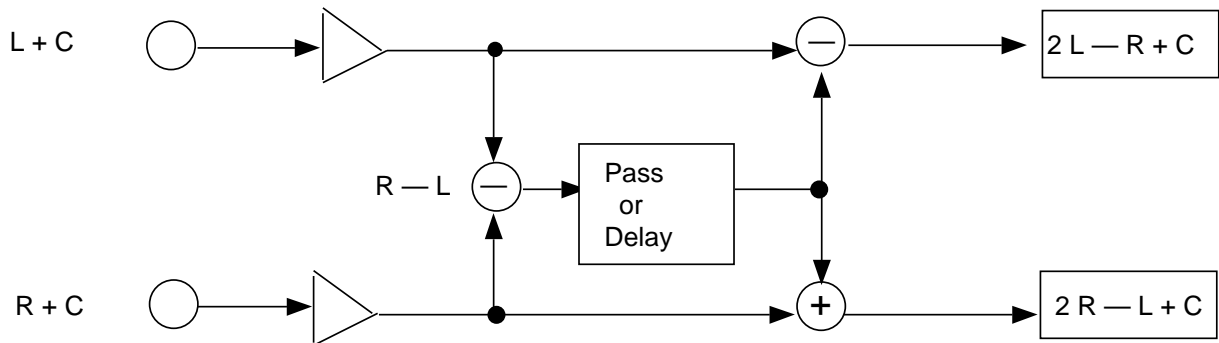 L + C
—
2 L — R + C
R — L
—
Pass
or
Delay
R + C
+
2 R — L + C